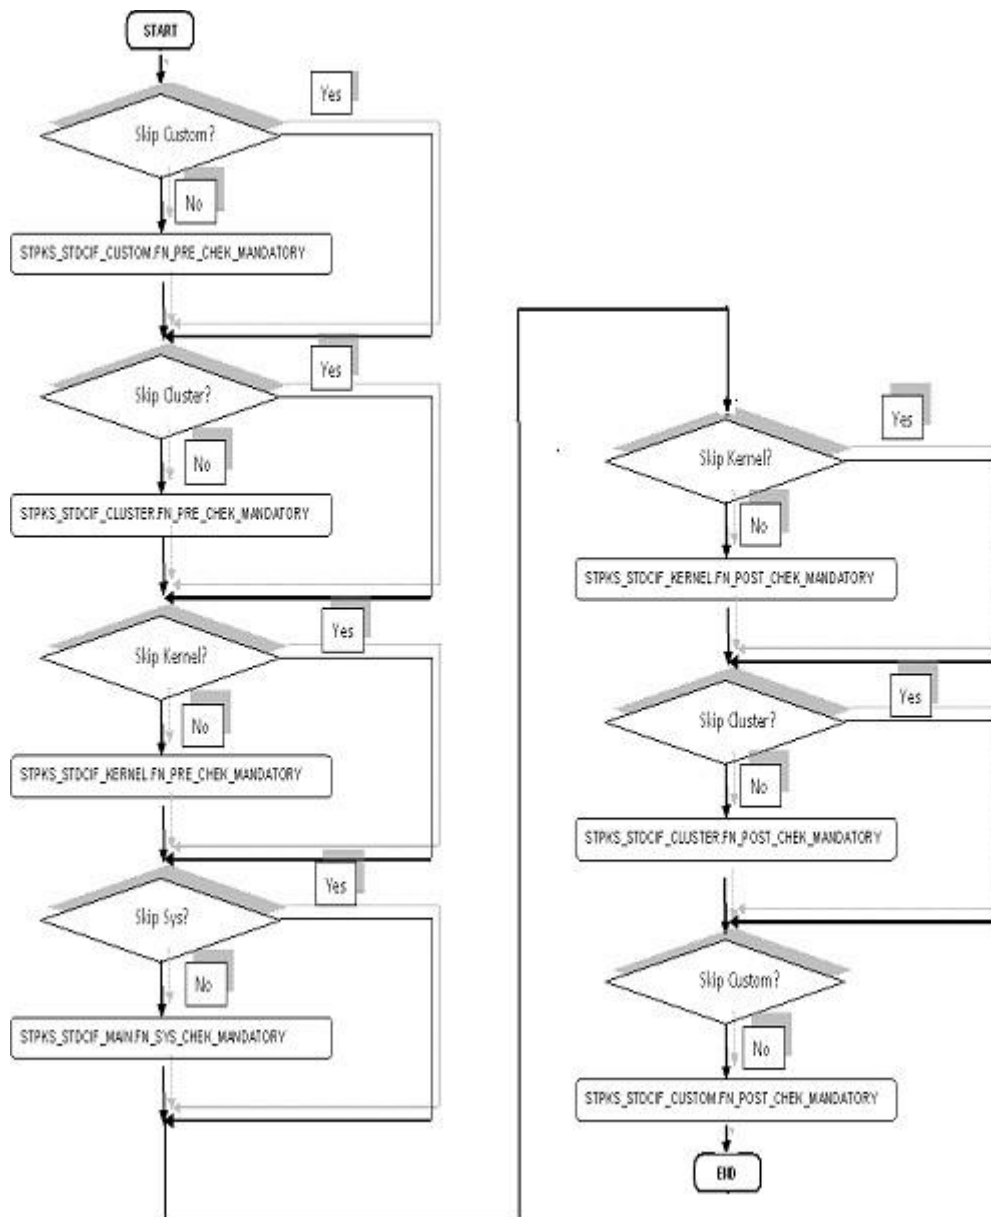 START
Yes
Skip Custom?
No
STPKS_STDCIF_CUSTOM.FN_PRE_CHEK_MANDATORY
Yes
Skip Cluster?
No
STPKS_STDCIF_CLUSTER.FN_PRE_CHEK_MANDATORY
Yes
Skip Kernel?
No
STPKS_STDCIF_KERNEL.FN_PRE_CHEK_MANDATORY
Yes
Skip Sys?
No
STPKS_STDCIF_MAIN.FN_SYS_CHEK_MANDATORY
Yes
Skip Kernel?
No
STPKS_STDCIF_KERNEL.FN_POST_CHEK_MANDATORY
Yes
Skip Cluster?
No
STPKS_STDCIF_CLUSTER.FN_POST_CHEK_MANDATORY
Skip Custom?
No
STPKS_STDCIF_CUSTOM.FN_POST_CHEK_MANDATORY
END